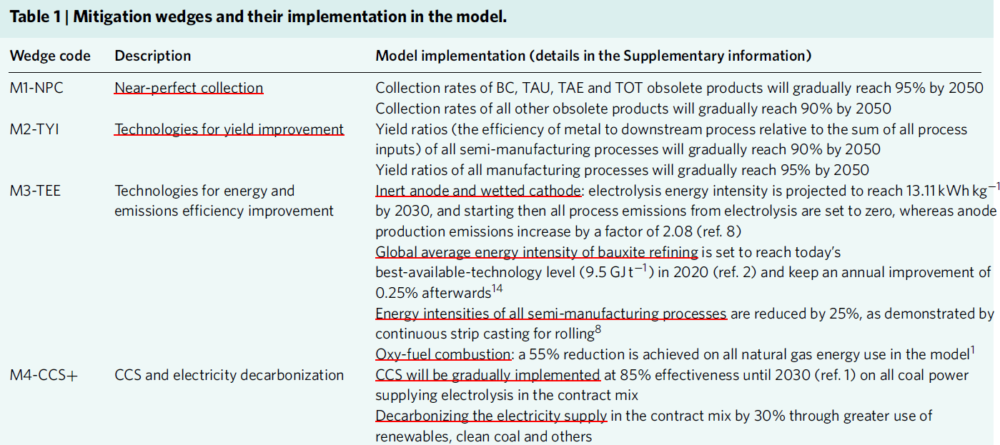 Table 1 | Mitigation wedges and their implementation in the model.
Wedge code Description Model implementation (details in the Supplementary information)
M1-NPC Near-perfect collection Collection rates of BC, TAU, TAE and TOT obsolete products will gradually reach 95% by 2050
Collection rates of all other obsolete products will gradually reach 90% by 2050
M2-TYI Technologies for yield improvement Yield ratios (the efficiency of metal to downstream process relative to the sum of all process
inputs) of all semi-manufacturing processes will gradually reach 90% by 2050
Yield ratios of all manufacturing processes will gradually reach 95% by 2050
M3-TEE Technologies for energy and Inert anode and wetted cathode: electrolysis energy intensity is projected to reach 13.11 kWh kg⁻¹
emissions efficiency improvement by 2030, and starting then all process emissions from electrolysis are set to zero, whereas anode
production emissions increase by a factor of 2.08 (ref. 8)
Global average energy intensity of bauxite refining is set to reach today's
best-available-technology level (9.5 GJ t⁻¹) in 2020 (ref. 2) and keep an annual improvement of
0.25% afterwards¹⁴
Energy intensities of all semi-manufacturing processes are reduced by 25%, as demonstrated by
continuous strip casting for rolling⁸
Oxy-fuel combustion: a 55% reduction is achieved on all natural gas energy use in the model¹
M4-CCS+ CCS and electricity decarbonization CCS will be gradually implemented at 85% effectiveness until 2030 (ref. 1) on all coal power
supplying electrolysis in the contract mix
Decarbonizing the electricity supply in the contract mix by 30% through greater use of
renewables, clean coal and others